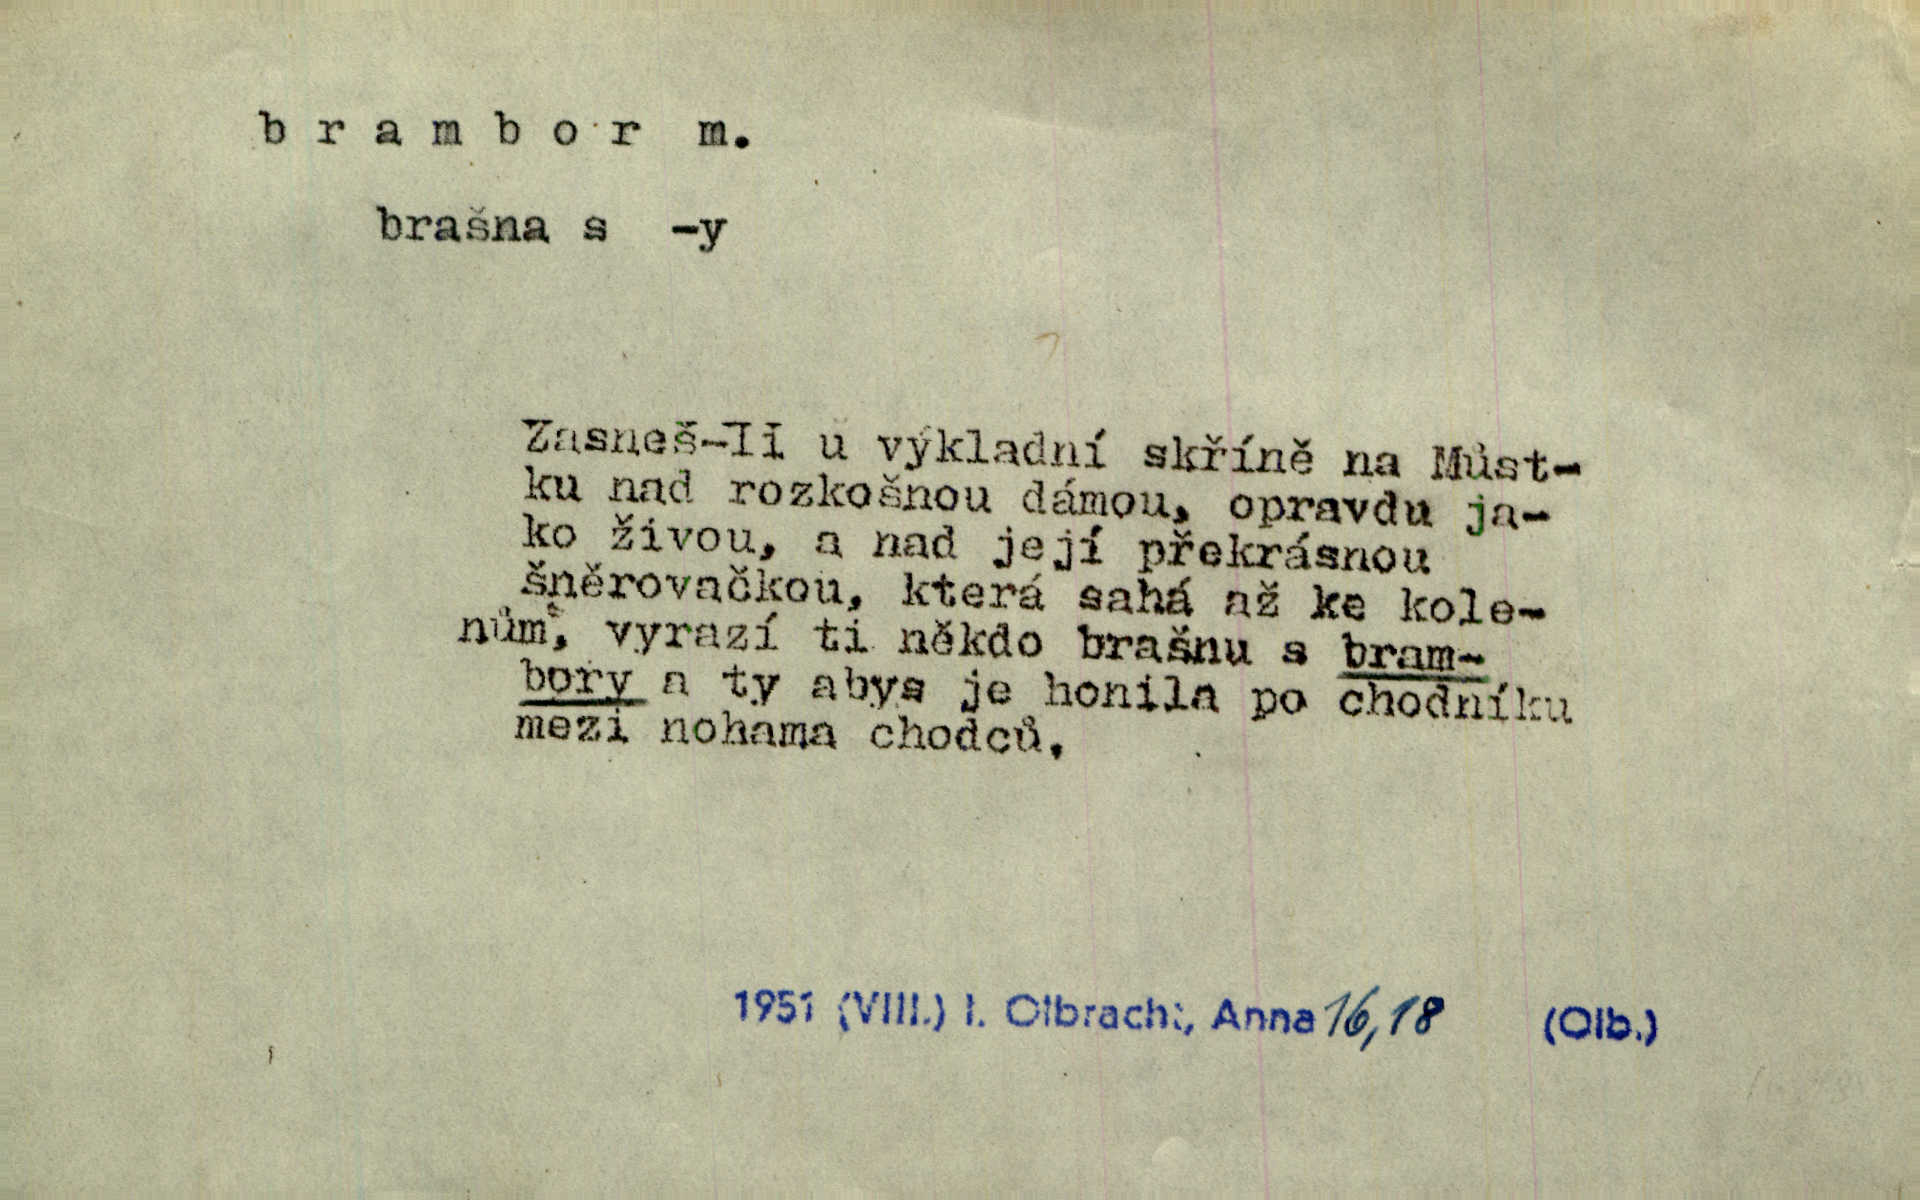 b r a m b o r m.
brašna s -y
Zasneš-li u výkladní skříně na Můst-
ku nad rozkošnou dámou, opravdu ja-
ko živou, a nad její překrásnou
šněrovačkou, která sahá až ke kole-
nům, vyrazí ti někdo brašnu s bram-
bory a ty abys je honila po chodníku
mezi nohama chodců.
1951 (VIII.) I. Olbracht, Anna 16,18 (Olb.)